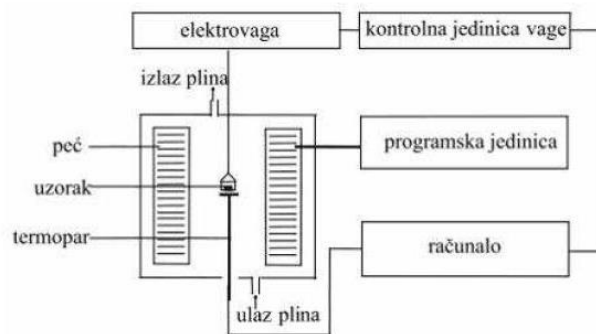 elektrovaga
kontrolna jedinica vage
izlaz plina
peć
programska jedinica
uzorak
termopar
računalo
ulaz plina